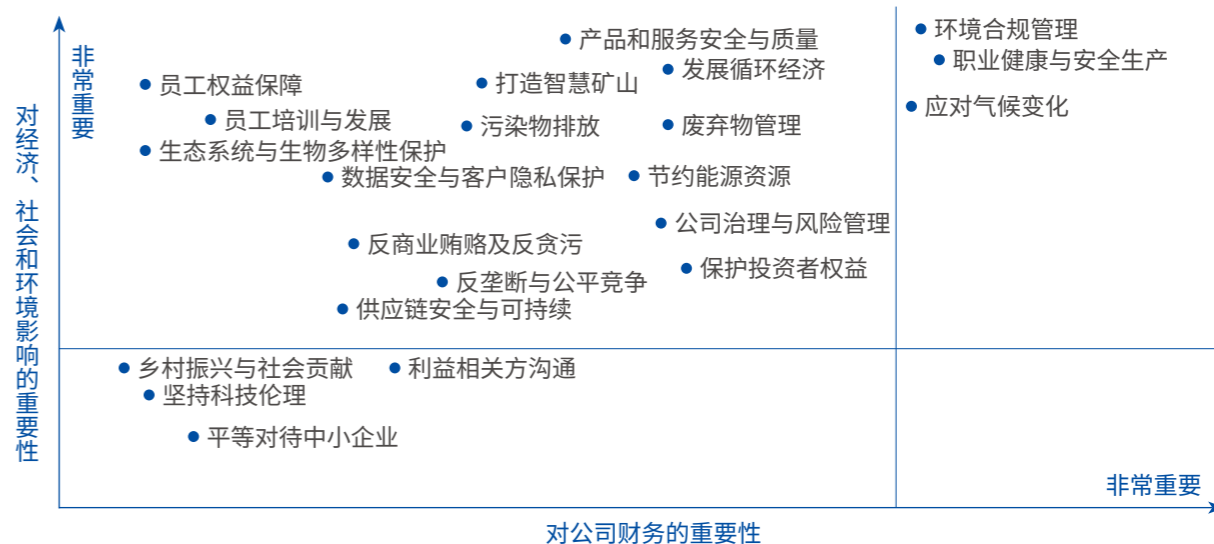 非常重要
对经济、社会和环境影响的重要性
环境合规管理
产品和服务安全与质量
职业健康与安全生产
发展循环经济
打造智慧矿山
员工权益保障
应对气候变化
员工培训与发展
污染物排放
废弃物管理
生态系统与生物多样性保护
数据安全与客户隐私保护
节约能源资源
公司治理与风险管理
反商业贿赂及反贪污
保护投资者权益
反垄断与公平竞争
供应链安全与可持续
乡村振兴与社会贡献
利益相关方沟通
坚持科技伦理
平等对待中小企业
非常重要
对公司财务的重要性